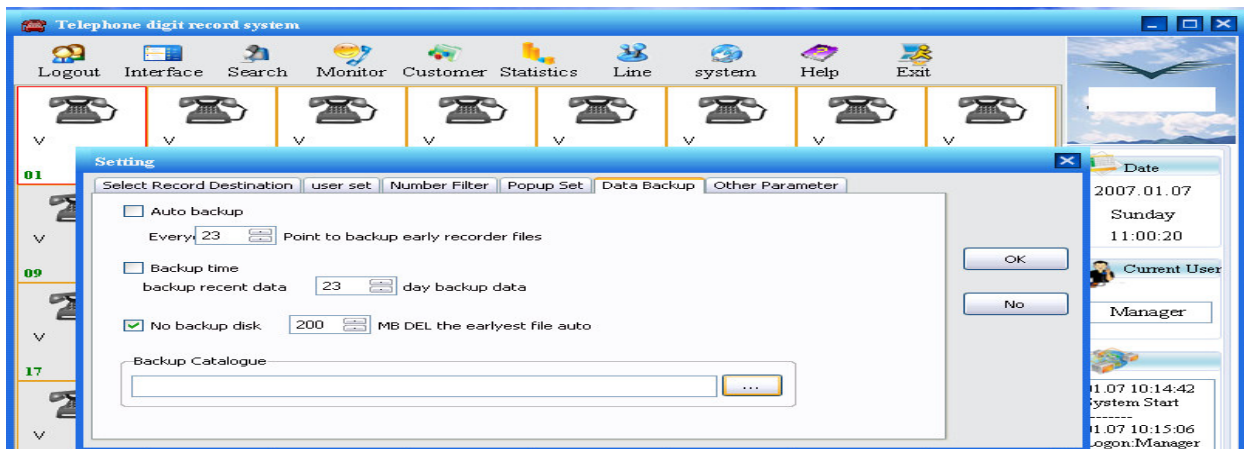 Telephone digit record system
Logout Interface Search Monitor Customer Statistics Line system Help Exit
V V V V V V V V
01
Setting
Select Record Destination user set Number Filter Popup Set Data Backup Other Parameter
Auto backup
Every 23 Point to backup early recorder files
Backup time
backup recent data 23 day backup data
No backup disk 200 MB DEL the earlyest file auto
Backup Catalogue
...
OK
No
V
09
V
17
V
Date
2007.01.07
Sunday
11:00:20
Current User
Manager
01.07 10:14:42
System Start
-------
01.07 10:15:06
Logon:Manager